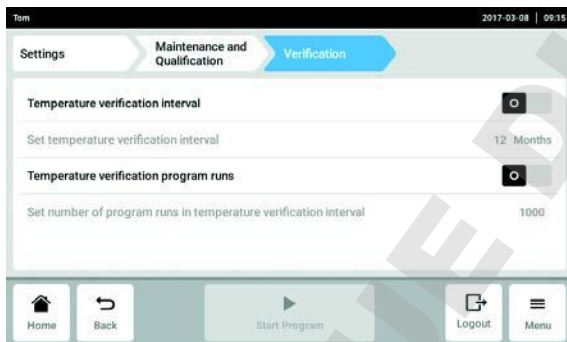 Tom 2017-03-08 | 09:15
Settings
Maintenance and
Qualification
Verification
Temperature verification interval O
Set temperature verification interval 12 Months
Temperature verification program runs O
Set number of program runs in temperature verification interval 1000
Home Back Start Program Logout Menu